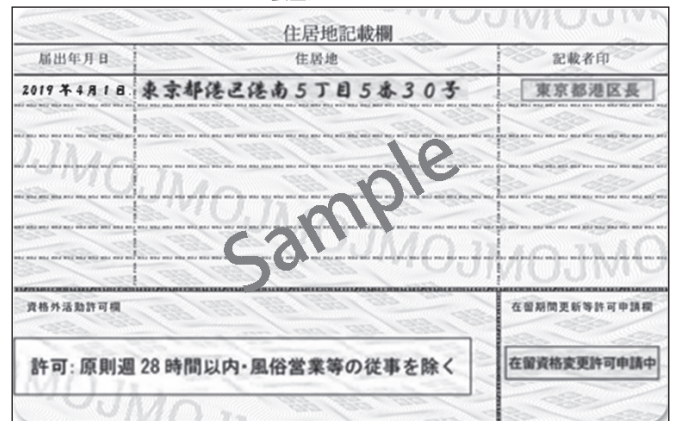 住居地記載欄
届出年月日 住居地 記載者印
2019年4月1日 東京都港区港南5丁目5番30号 東京都港区長
Sample
MOJMOJMOJ
資格外活動許可欄 在留期間更新等許可申請欄
許可:原則週28時間以内・風俗営業等の従事を除く 在留資格変更許可申請中